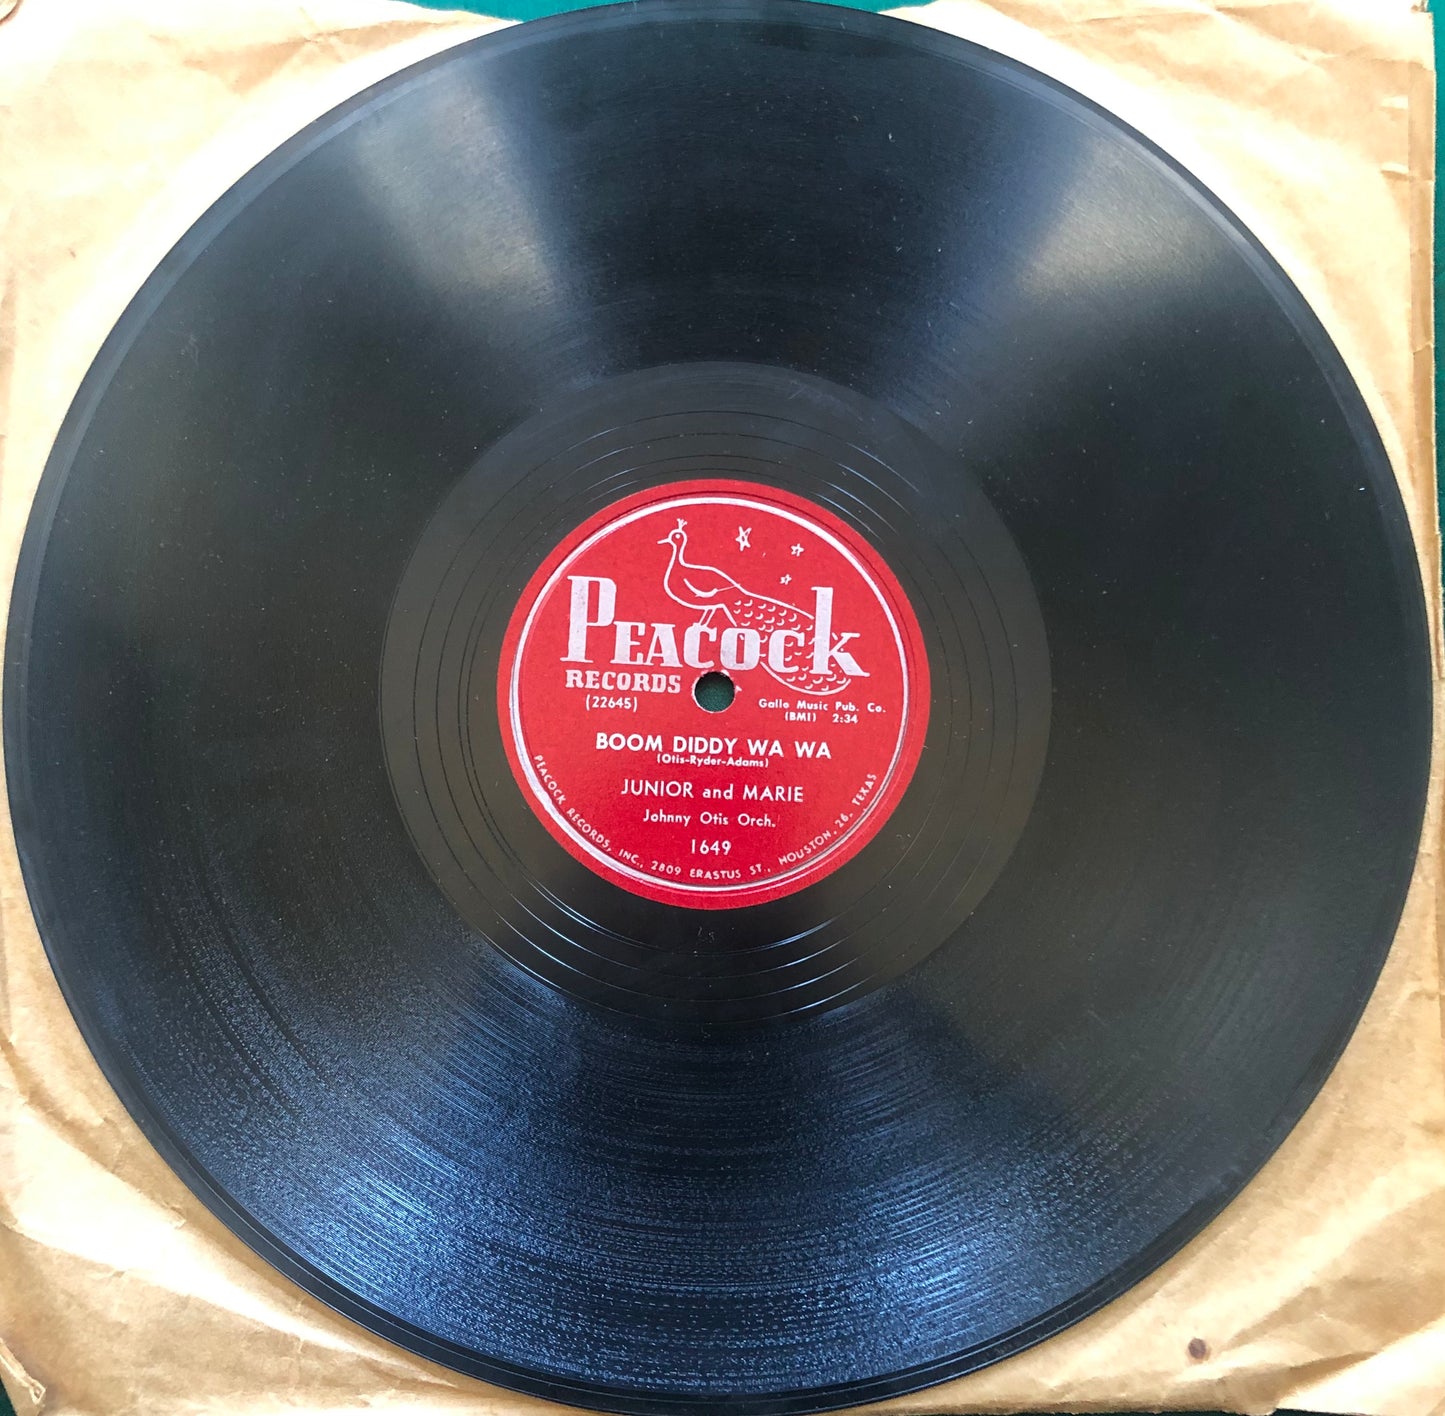 PEACOCK
RECORDS
(22645)
Gallo Music Pub. Co.
(BMI) 2:34
BOOM DIDDY WA WA
(Otis-Ryder-Adams)
JUNIOR and MARIE
Johnny Otis Orch.
1649
PEACOCK RECORDS, INC., 2809 ERASTUS ST., HOUSTON, 26, TEXAS